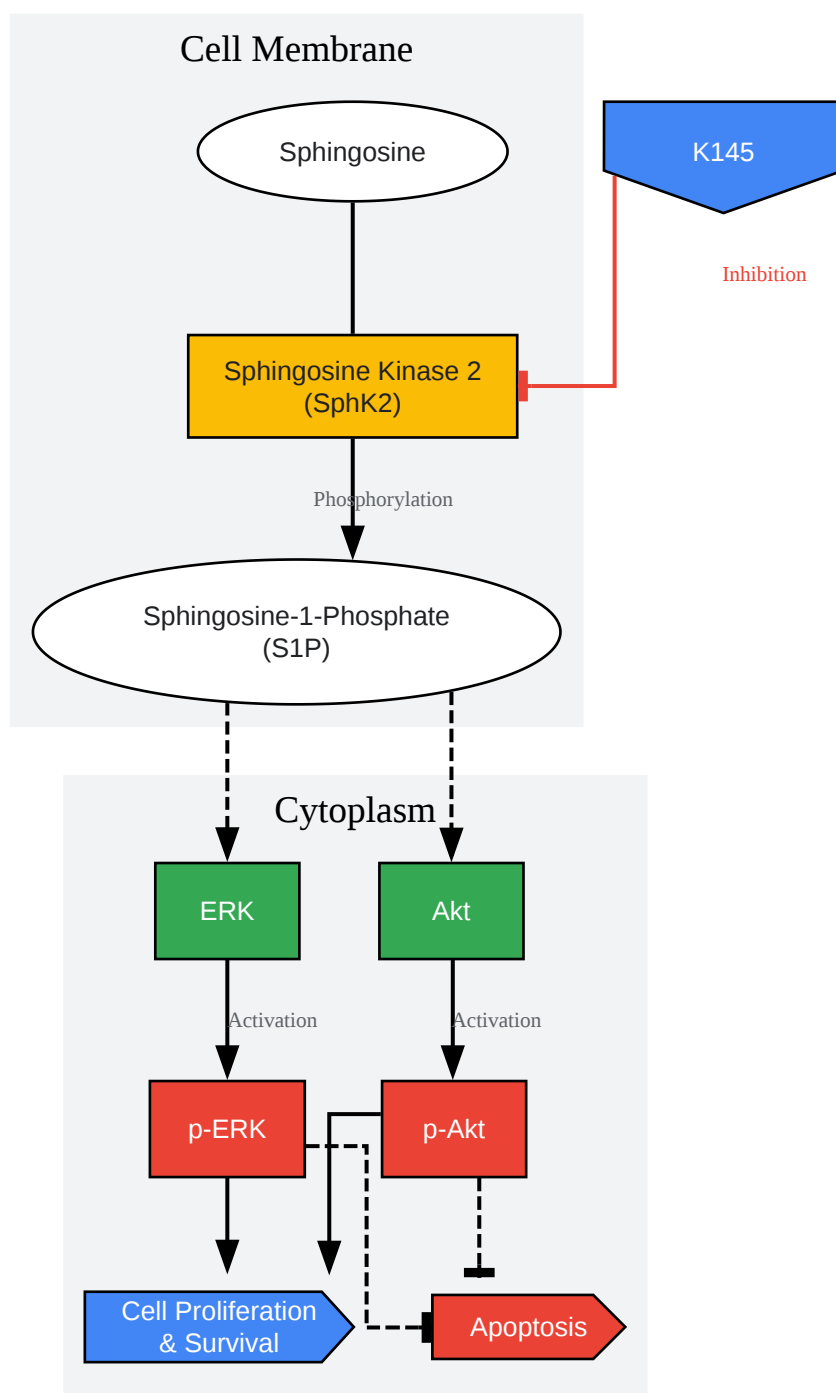 Cell Membrane
Sphingosine
K145
Inhibition
Sphingosine Kinase 2
(SphK2)
Phosphorylation
Sphingosine-1-Phosphate
(S1P)
Cytoplasm
ERK
Akt
Activation
Activation
p-ERK
p-Akt
Cell Proliferation
& Survival
Apoptosis